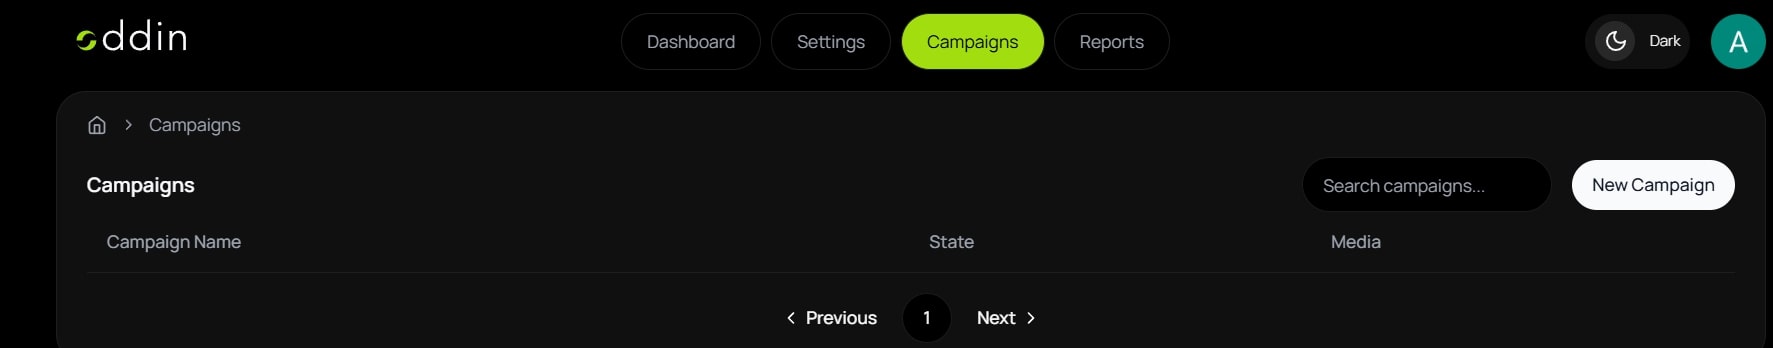 oddin
Dashboard Settings Campaigns Reports Dark A
Campaigns
Campaigns Search campaigns... New Campaign
Campaign Name State Media
Previous 1 Next